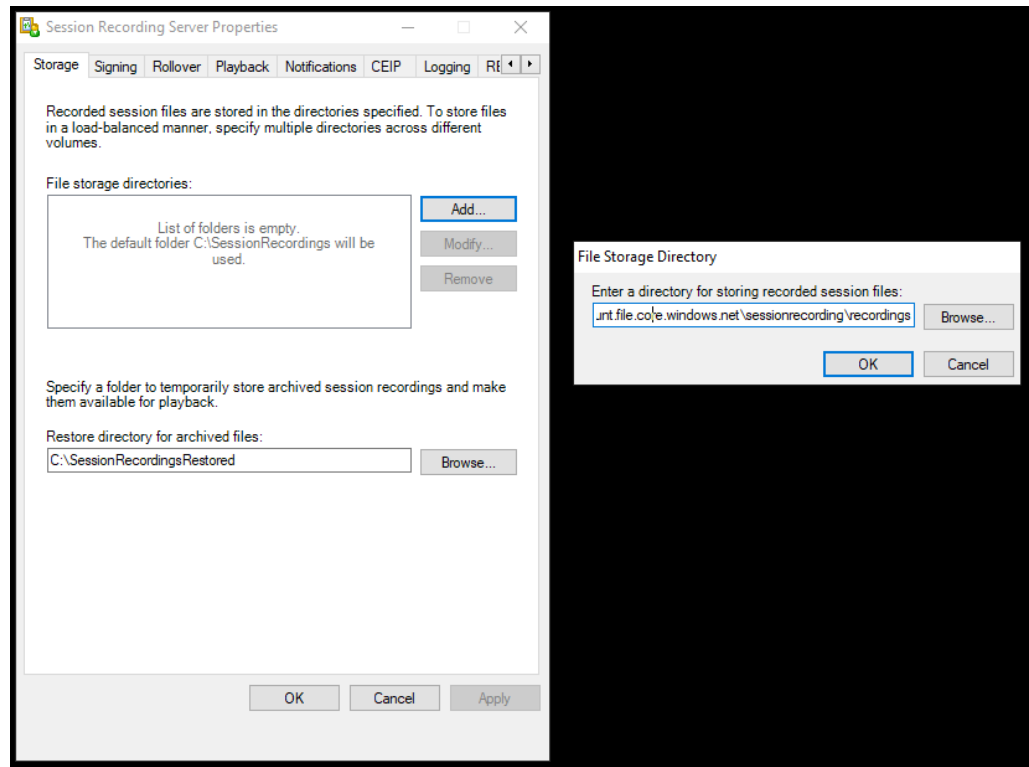 Session Recording Server Properties
Storage Signing Rollover Playback Notifications CEIP Logging
Recorded session files are stored in the directories specified. To store files
in a load-balanced manner, specify multiple directories across different
volumes.
File storage directories:
List of folders is empty.
The default folder C:\SessionRecordings will be
used.
Add...
Modify...
Remove
Specify a folder to temporarily store archived session recordings and make
them available for playback.
Restore directory for archived files:
C:\SessionRecordingsRestored
Browse...
OK Cancel Apply
File Storage Directory
Enter a directory for storing recorded session files:
unt.file.core.windows.net\sessionrecording\recordings
Browse...
OK Cancel